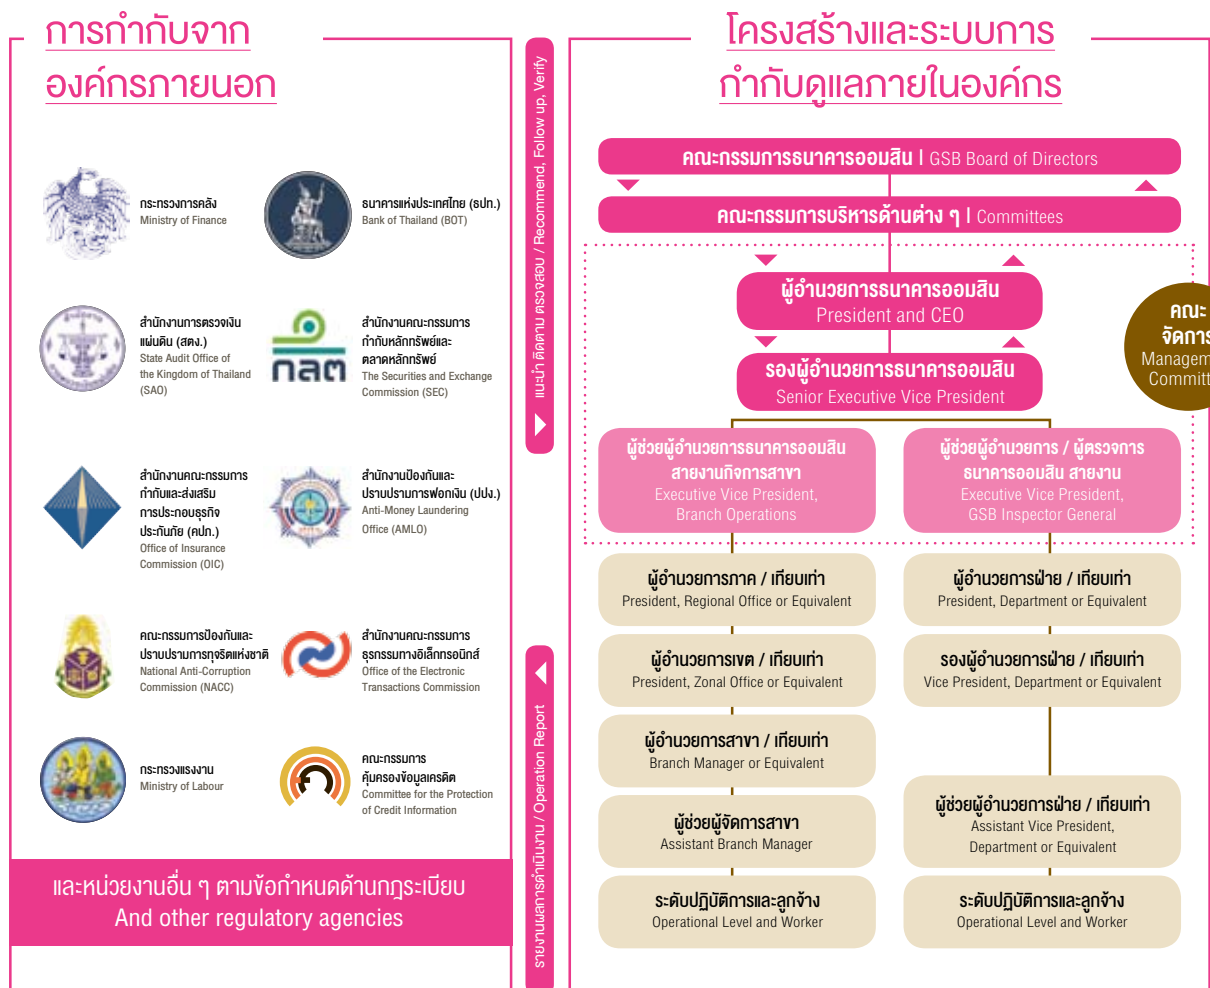 การกำกับจาก
องค์กรภายนอก
กระทรวงการคลัง
Ministry of Finance
ธนาคารแห่งประเทศไทย (ธปท.)
Bank of Thailand (BOT)
สำนักงานการตรวจเงิน
แผ่นดิน (สตง.)
State Audit Office of
the Kingdom of Thailand
(SAO)
กลต
สำนักงานคณะกรรมการ
กำกับหลักทรัพย์และ
ตลาดหลักทรัพย์
The Securities and Exchange
Commission (SEC)
สำนักงานคณะกรรมการ
กำกับและส่งเสริม
การประกอบธุรกิจ
ประกันภัย (คปภ.)
Office of Insurance
Commission (OIC)
สำนักงานป้องกันและ
ปราบปรามการฟอกเงิน (ปปง.)
Anti-Money Laundering
Office (AMLO)
คณะกรรมการป้องกันและ
ปราบปรามการทุจริตแห่งชาติ
National Anti-Corruption
Commission (NACC)
สำนักงานคณะกรรมการ
ธุรกรรมทางอิเล็กทรอนิกส์
Office of the Electronic
Transactions Commission
กระทรวงแรงงาน
Ministry of Labour
คณะกรรมการ
คุ้มครองข้อมูลเครดิต
Committee for the Protection
of Credit Information
และหน่วยงานอื่น ๆ ตามข้อกำหนดด้านกฎระเบียบ
And other regulatory agencies
แนะนำ ติดตาม ตรวจสอบ / Recommend, Follow up, Verify
รายงานผลการดำเนินงาน / Operation Report
โครงสร้างและระบบการ
กำกับดูแลภายในองค์กร
คณะกรรมการธนาคารออมสิน | GSB Board of Directors
คณะกรรมการบริหารด้านต่าง ๆ | Committees
ผู้อำนวยการธนาคารออมสิน
President and CEO
รองผู้อำนวยการธนาคารออมสิน
Senior Executive Vice President
คณะ
จัดการ
Managem
Committ
ผู้ช่วยผู้อำนวยการธนาคารออมสิน
สายงานกิจการสาขา
Executive Vice President,
Branch Operations
ผู้ช่วยผู้อำนวยการ / ผู้ตรวจการ
ธนาคารออมสิน สายงาน
Executive Vice President,
GSB Inspector General
ผู้อำนวยการภาค / เทียบเท่า
President, Regional Office or Equivalent
ผู้อำนวยการฝ่าย / เทียบเท่า
President, Department or Equivalent
ผู้อำนวยการเขต / เทียบเท่า
President, Zonal Office or Equivalent
รองผู้อำนวยการฝ่าย / เทียบเท่า
Vice President, Department or Equivalent
ผู้อำนวยการสาขา / เทียบเท่า
Branch Manager or Equivalent
ผู้ช่วยผู้จัดการสาขา
Assistant Branch Manager
ผู้ช่วยผู้อำนวยการฝ่าย / เทียบเท่า
Assistant Vice President,
Department or Equivalent
ระดับปฏิบัติการและลูกจ้าง
Operational Level and Worker
ระดับปฏิบัติการและลูกจ้าง
Operational Level and Worker